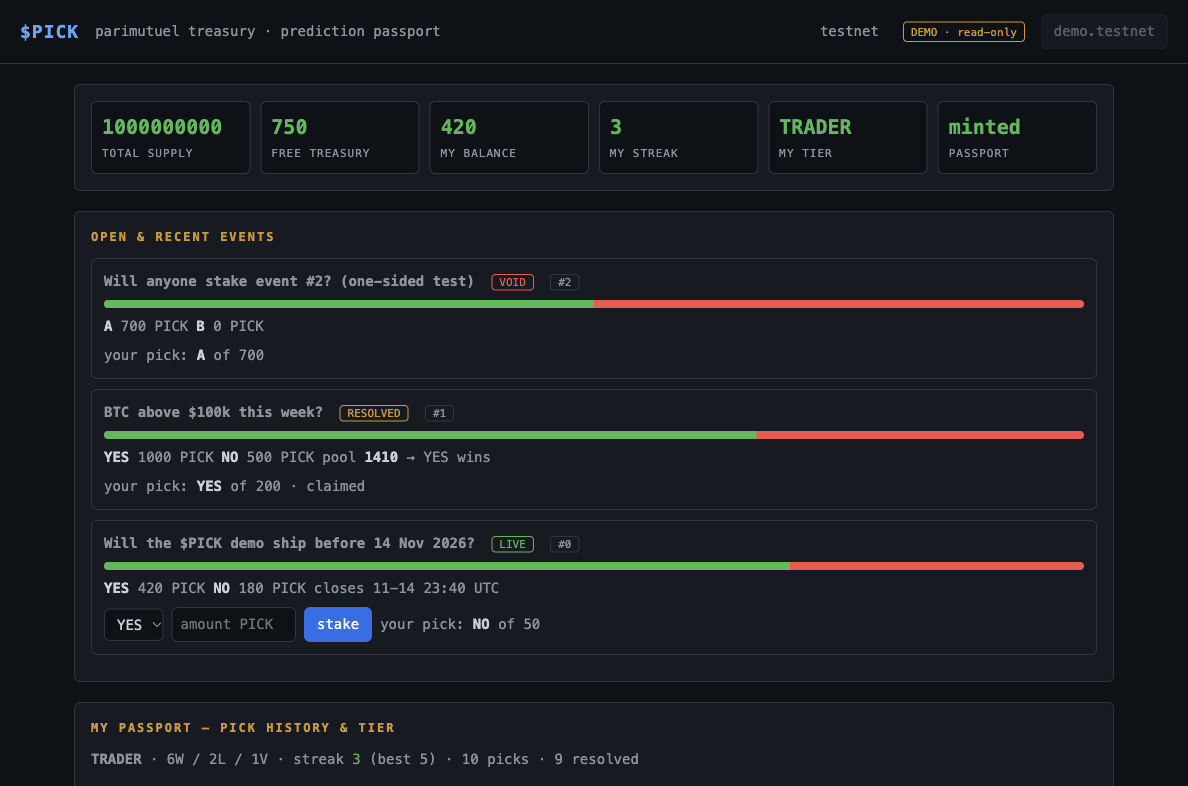 $PICK parimutuel treasury · prediction passport testnet DEMO · read-only demo.testnet
1000000000 750 420 3 TRADER minted
TOTAL SUPPLY FREE TREASURY MY BALANCE MY STREAK MY TIER PASSPORT
OPEN & RECENT EVENTS
Will anyone stake event #2? (one-sided test) VOID #2
A 700 PICK B 0 PICK
your pick: A of 700
BTC above $100k this week? RESOLVED #1
YES 1000 PICK NO 500 PICK pool 1410 → YES wins
your pick: YES of 200 · claimed
Will the $PICK demo ship before 14 Nov 2026? LIVE #0
YES 420 PICK NO 180 PICK closes 11-14 23:40 UTC
YES amount PICK stake your pick: NO of 50
MY PASSPORT — PICK HISTORY & TIER
TRADER · 6W / 2L / 1V · streak 3 (best 5) · 10 picks · 9 resolved